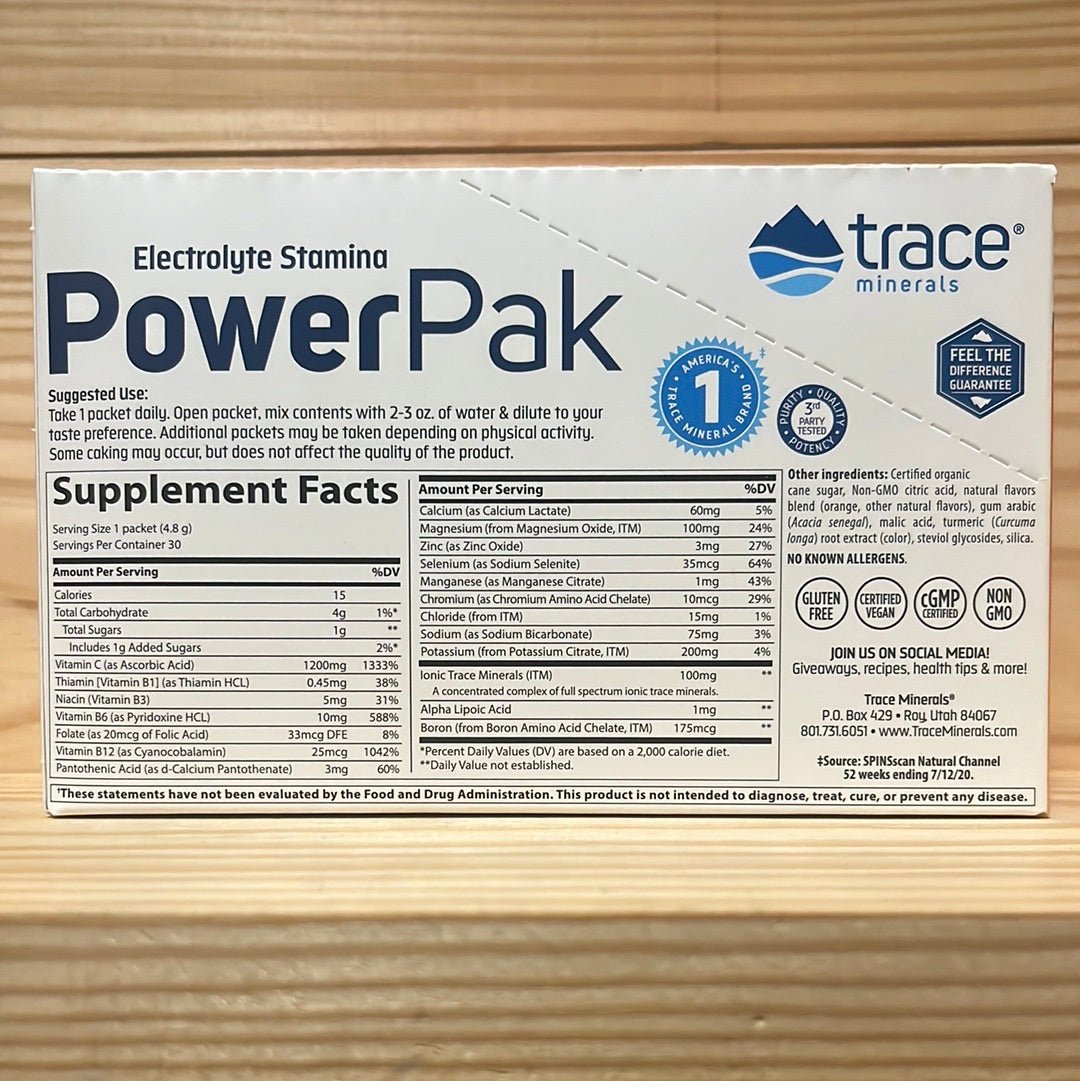 Electrolyte Stamina
PowerPak
trace®
minerals
FEEL THE
DIFFERENCE
GUARANTEE
AMERICA'S
1
TRACE MINERAL BRAND
‡
PURITY • QUALITY
3rd
PARTY
TESTED
POTENCY
Suggested Use:
Take 1 packet daily. Open packet, mix contents with 2-3 oz. of water & dilute to your
taste preference. Additional packets may be taken depending on physical activity.
Some caking may occur, but does not affect the quality of the product.
Supplement Facts
Serving Size 1 packet (4.8 g)
Servings Per Container 30
Amount Per Serving %DV
Calories 15
Total Carbohydrate 4g 1%*
Total Sugars 1g **
Includes 1g Added Sugars 2%*
Vitamin C (as Ascorbic Acid) 1200mg 1333%
Thiamin [Vitamin B1] (as Thiamin HCL) 0.45mg 38%
Niacin (Vitamin B3) 5mg 31%
Vitamin B6 (as Pyridoxine HCL) 10mg 588%
Folate (as 20mcg of Folic Acid) 33mcg DFE 8%
Vitamin B12 (as Cyanocobalamin) 25mcg 1042%
Pantothenic Acid (as d-Calcium Pantothenate) 3mg 60%
Amount Per Serving %DV
Calcium (as Calcium Lactate) 60mg 5%
Magnesium (from Magnesium Oxide, ITM) 100mg 24%
Zinc (as Zinc Oxide) 3mg 27%
Selenium (as Sodium Selenite) 35mcg 64%
Manganese (as Manganese Citrate) 1mg 43%
Chromium (as Chromium Amino Acid Chelate) 10mcg 29%
Chloride (from ITM) 15mg 1%
Sodium (as Sodium Bicarbonate) 75mg 3%
Potassium (from Potassium Citrate, ITM) 200mg 4%
Ionic Trace Minerals (ITM) 100mg **
A concentrated complex of full spectrum ionic trace minerals.
Alpha Lipoic Acid 1mg **
Boron (from Boron Amino Acid Chelate, ITM) 175mcg **
*Percent Daily Values (DV) are based on a 2,000 calorie diet.
**Daily Value not established.
Other ingredients: Certified organic
cane sugar, Non-GMO citric acid, natural flavors
blend (orange, other natural flavors), gum arabic
(Acacia senegal), malic acid, turmeric (Curcuma
longa) root extract (color), steviol glycosides, silica.
NO KNOWN ALLERGENS.
GLUTEN
FREE
CERTIFIED
VEGAN
cGMP
CERTIFIED
NON
GMO
JOIN US ON SOCIAL MEDIA!
Giveaways, recipes, health tips & more!
Trace Minerals®
P.O. Box 429 • Roy, Utah 84067
801.731.6051 • www.TraceMinerals.com
‡Source: SPINSscan Natural Channel
52 weeks ending 7/12/20.
†These statements have not been evaluated by the Food and Drug Administration. This product is not intended to diagnose, treat, cure, or prevent any disease.